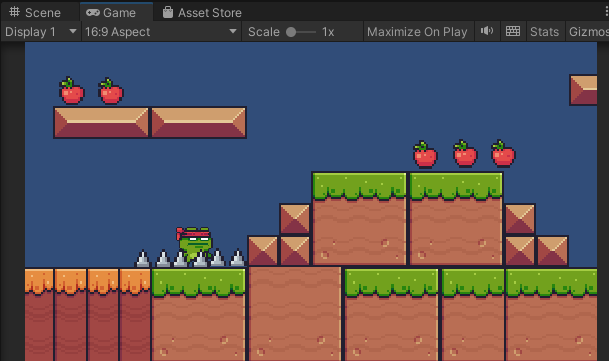 Scene Game Asset Store
Display 1 16:9 Aspect Scale 1x Maximize On Play Stats Gizmos